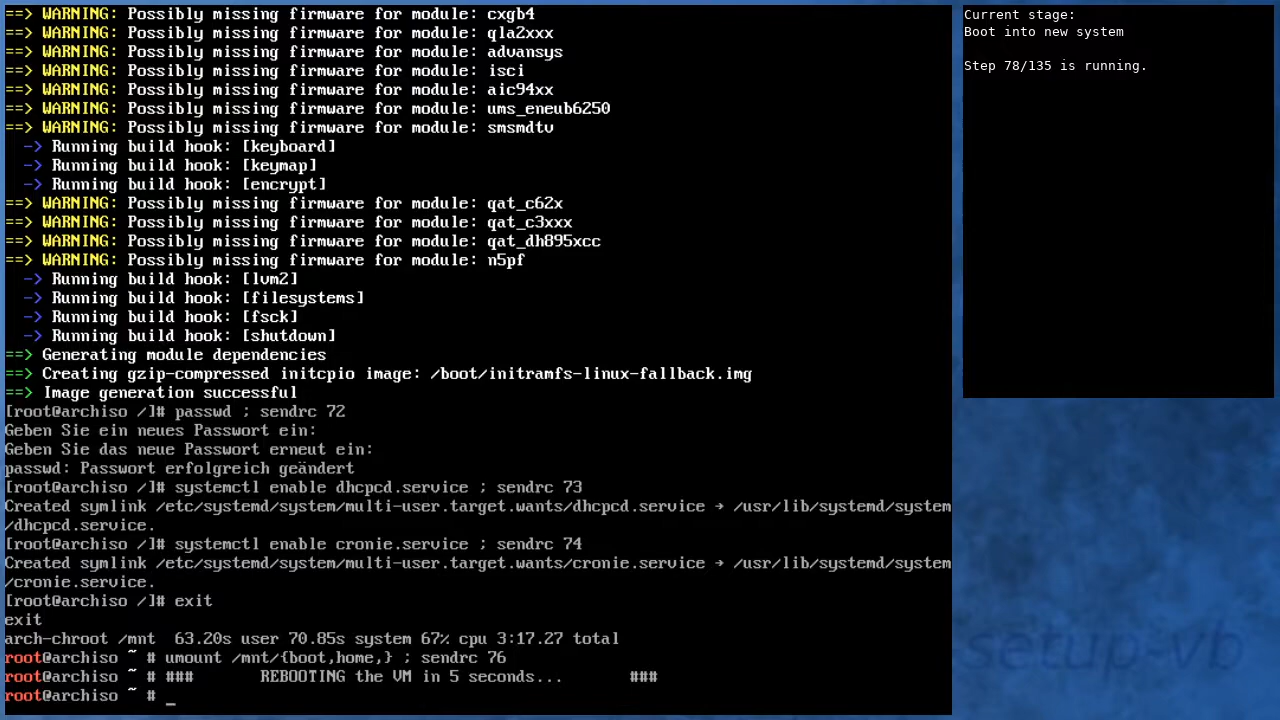 ==> WARNING: Possibly missing firmware for module: cxgb4
==> WARNING: Possibly missing firmware for module: qla2xxx
==> WARNING: Possibly missing firmware for module: advansys
==> WARNING: Possibly missing firmware for module: isci
==> WARNING: Possibly missing firmware for module: aic94xx
==> WARNING: Possibly missing firmware for module: ums_eneub6250
==> WARNING: Possibly missing firmware for module: smsmdtv
  -> Running build hook: [keyboard]
  -> Running build hook: [keymap]
  -> Running build hook: [encrypt]
==> WARNING: Possibly missing firmware for module: qat_c62x
==> WARNING: Possibly missing firmware for module: qat_c3xxx
==> WARNING: Possibly missing firmware for module: qat_dh895xcc
==> WARNING: Possibly missing firmware for module: n5pf
  -> Running build hook: [lvm2]
  -> Running build hook: [filesystems]
  -> Running build hook: [fsck]
  -> Running build hook: [shutdown]
==> Generating module dependencies
==> Creating gzip-compressed initcpio image: /boot/initramfs-linux-fallback.img
==> Image generation successful
[root@archiso /]# passwd ; sendrc 72
Geben Sie ein neues Passwort ein:
Geben Sie das neue Passwort erneut ein:
passwd: Passwort erfolgreich geändert
[root@archiso /]# systemctl enable dhcpcd.service ; sendrc 73
Created symlink /etc/systemd/system/multi-user.target.wants/dhcpcd.service → /usr/lib/systemd/system
/dhcpcd.service.
[root@archiso /]# systemctl enable cronie.service ; sendrc 74
Created symlink /etc/systemd/system/multi-user.target.wants/cronie.service → /usr/lib/systemd/system
/cronie.service.
[root@archiso /]# exit
exit
arch-chroot /mnt  63.20s user 70.85s system 67% cpu 3:17.27 total
root@archiso ~ # umount /mnt/{boot,home,} ; sendrc 76
root@archiso ~ # ###       REBOOTING the VM in 5 seconds...       ###
root@archiso ~ # _
Current stage:
Boot into new system
Step 78/135 is running.
setup-vb